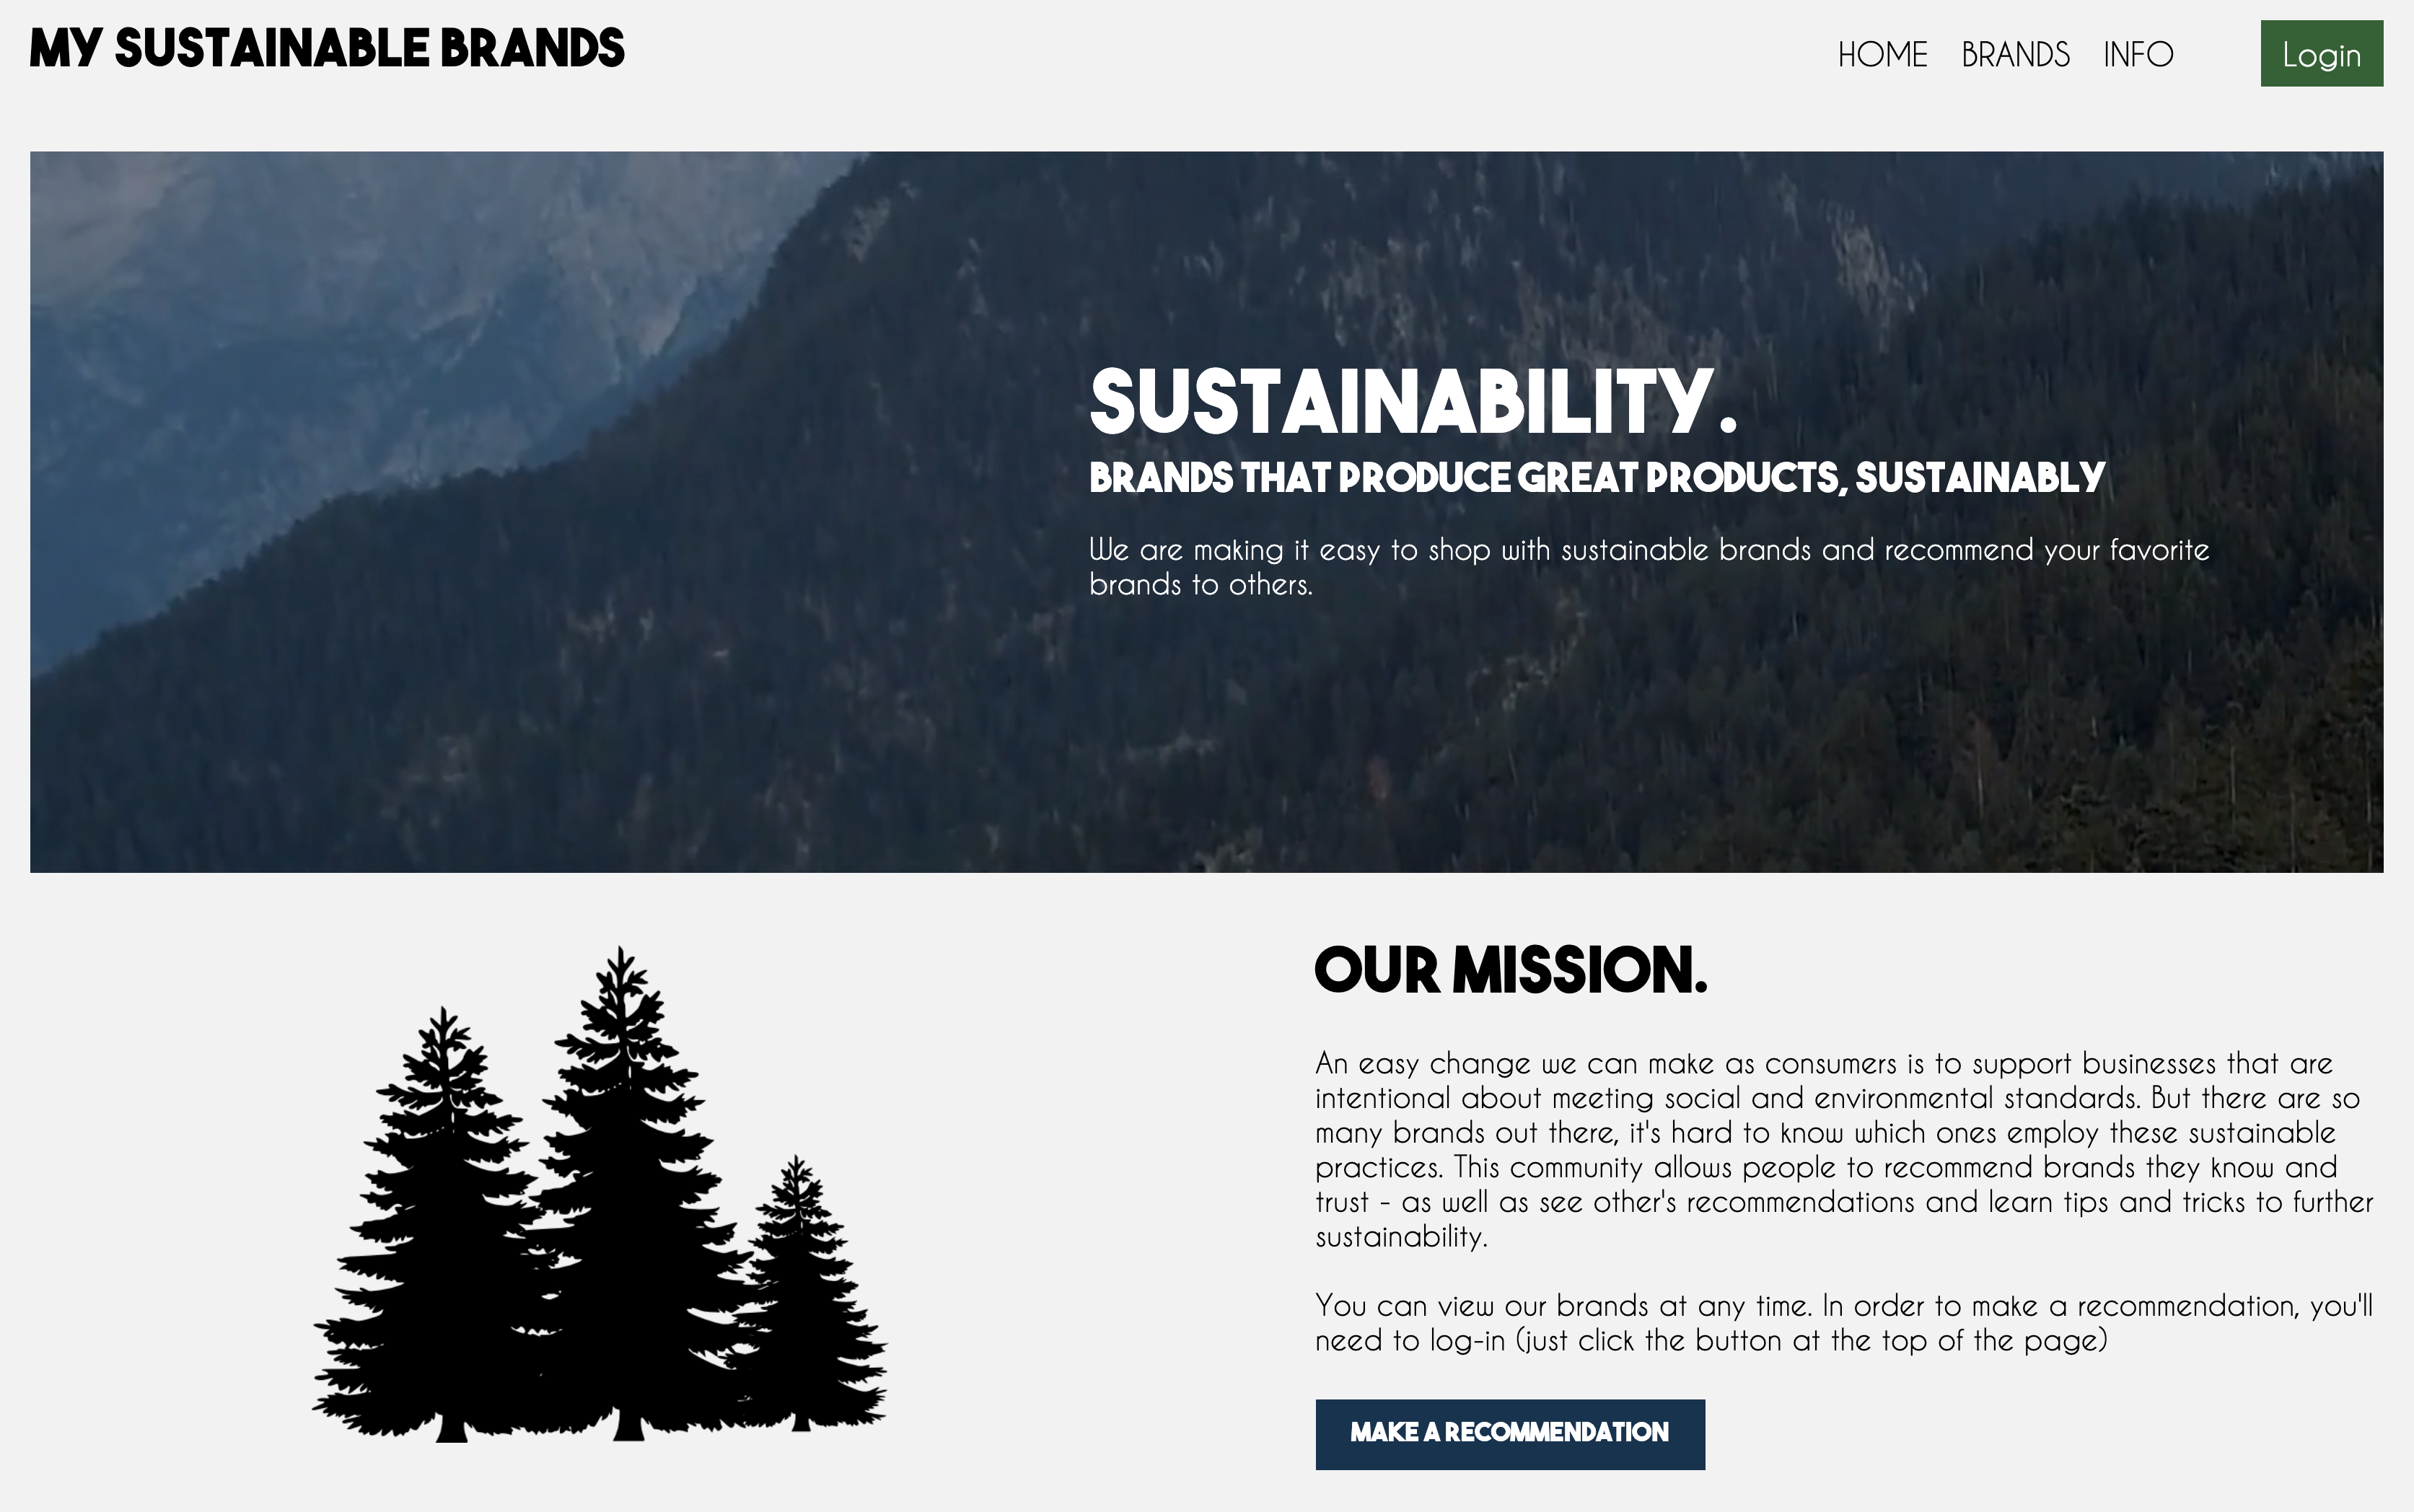 MY SUSTAINABLE BRANDS
HOME BRANDS INFO Login
SUSTAINABILITY.
BRANDS THAT PRODUCE GREAT PRODUCTS, SUSTAINABLY
We are making it easy to shop with sustainable brands and recommend your favorite
brands to others.
OUR MISSION.
An easy change we can make as consumers is to support businesses that are
intentional about meeting social and environmental standards. But there are so
many brands out there, it's hard to know which ones employ these sustainable
practices. This community allows people to recommend brands they know and
trust - as well as see other's recommendations and learn tips and tricks to further
sustainability.
You can view our brands at any time. In order to make a recommendation, you'll
need to log-in (just click the button at the top of the page)
MAKE A RECOMMENDATION